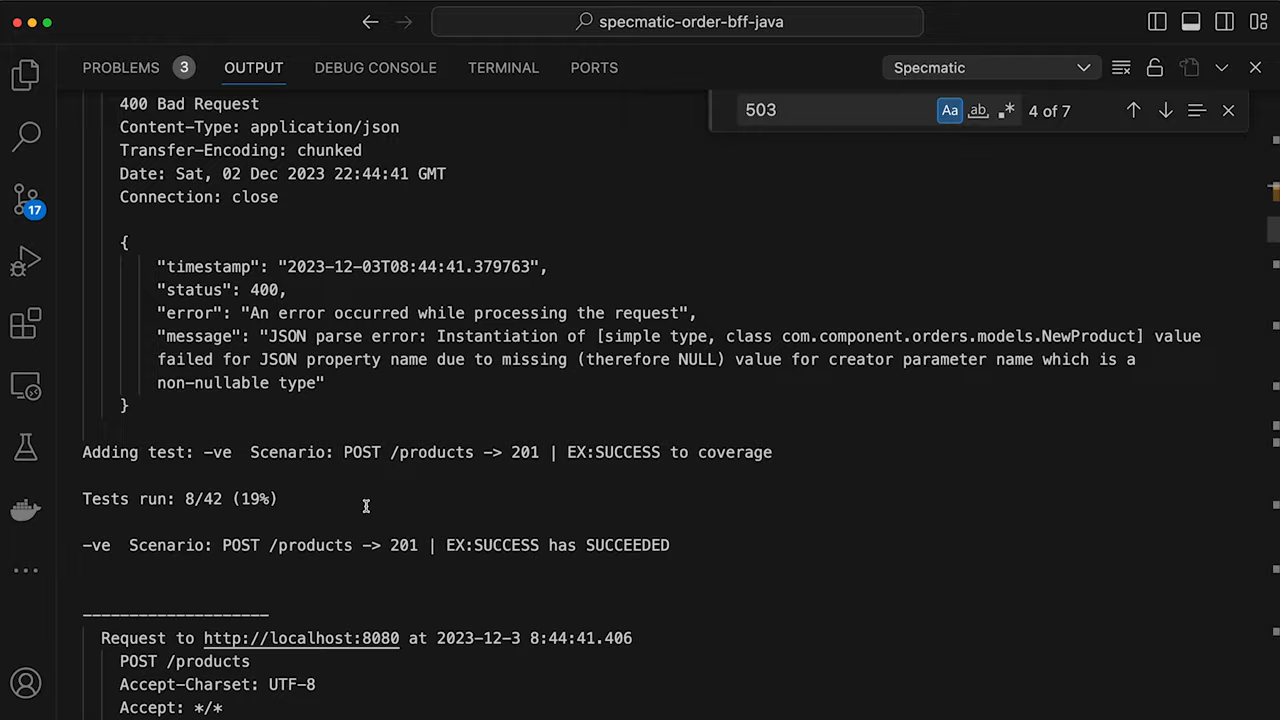 specmatic-order-bff-java
PROBLEMS 3 OUTPUT DEBUG CONSOLE TERMINAL PORTS Specmatic
503 Aa ab 4 of 7
400 Bad Request
Content-Type: application/json
Transfer-Encoding: chunked
Date: Sat, 02 Dec 2023 22:44:41 GMT
Connection: close
{
"timestamp": "2023-12-03T08:44:41.379763",
"status": 400,
"error": "An error occurred while processing the request",
"message": "JSON parse error: Instantiation of [simple type, class com.component.orders.models.NewProduct] value
failed for JSON property name due to missing (therefore NULL) value for creator parameter name which is a
non-nullable type"
}
Adding test: -ve  Scenario: POST /products -> 201 | EX:SUCCESS to coverage
Tests run: 8/42 (19%)
-ve  Scenario: POST /products -> 201 | EX:SUCCESS has SUCCEEDED
--------------------
Request to http://localhost:8080 at 2023-12-3 8:44:41.406
POST /products
Accept-Charset: UTF-8
Accept: */*
17